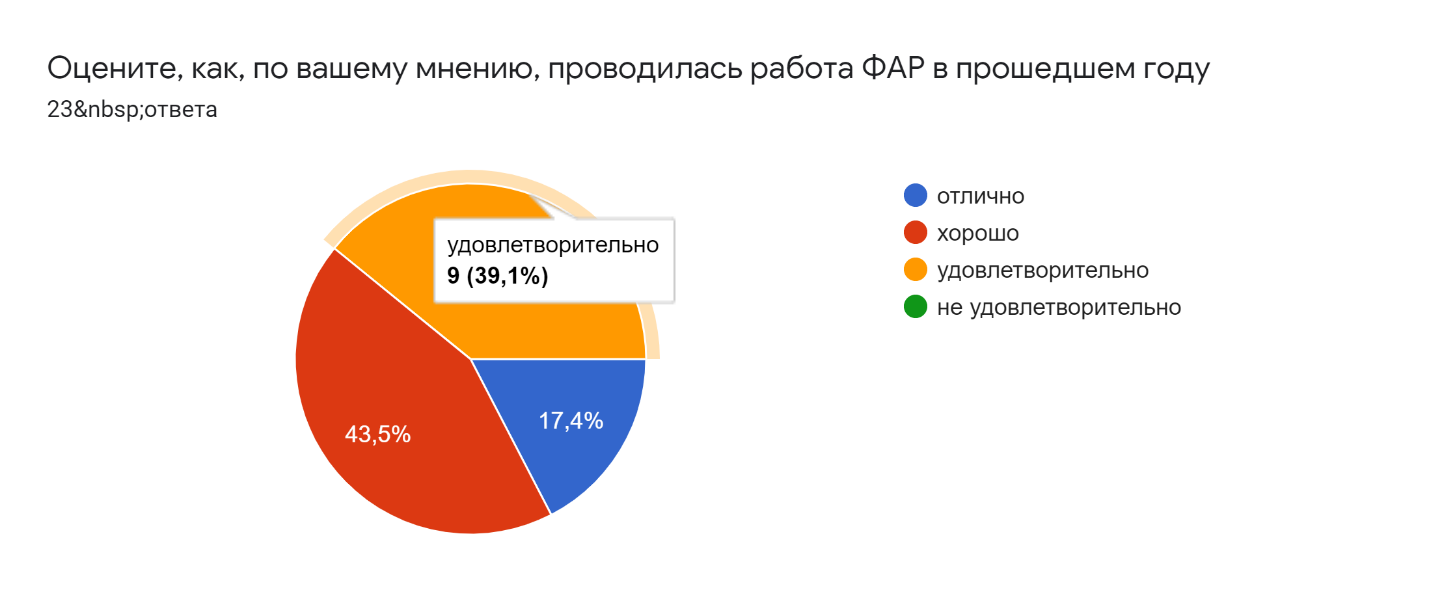 Оцените, как, по вашему мнению, проводилась работа ФАР в прошедшем году
23&nbsp;ответа
удовлетворительно
9 (39,1%)
43,5%
17,4%
отлично
хорошо
удовлетворительно
не удовлетворительно